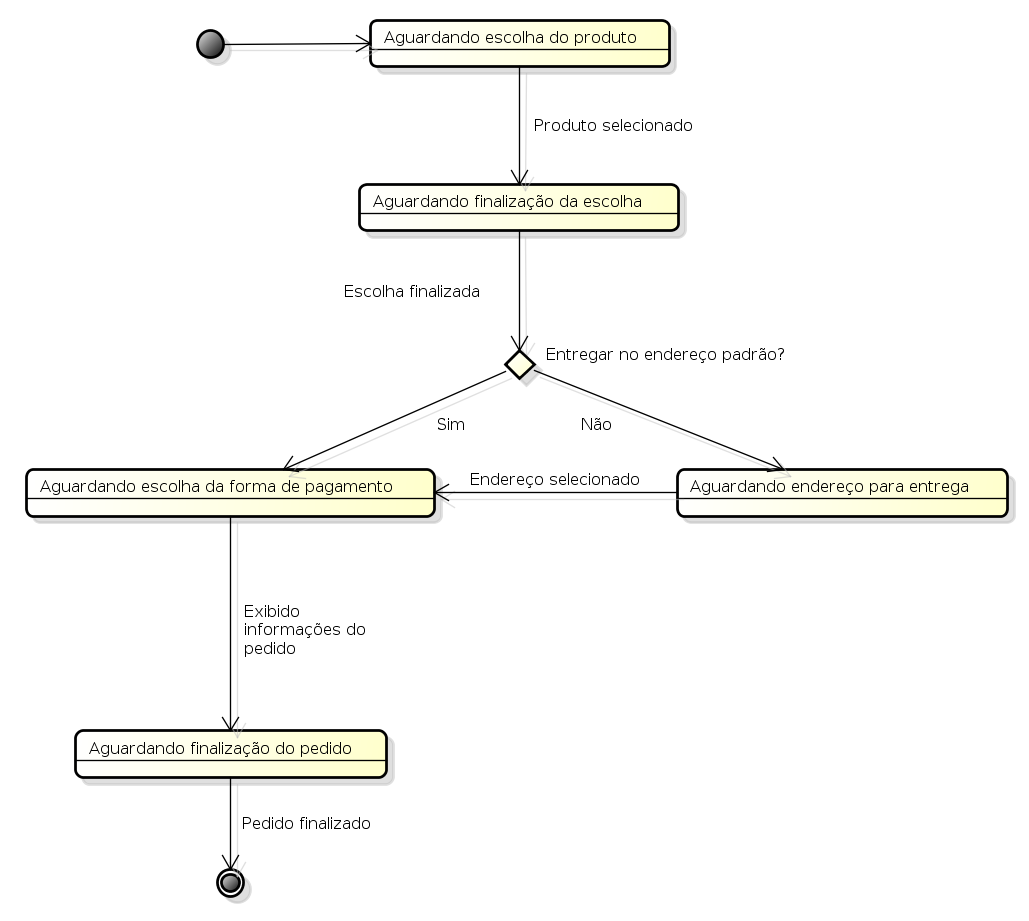 Aguardando escolha do produto
Produto selecionado
Aguardando finalização da escolha
Escolha finalizada
Entregar no endereço padrão?
Sim
Não
Aguardando escolha da forma de pagamento
Endereço selecionado
Aguardando endereço para entrega
Exibido
informações do
pedido
Aguardando finalização do pedido
Pedido finalizado